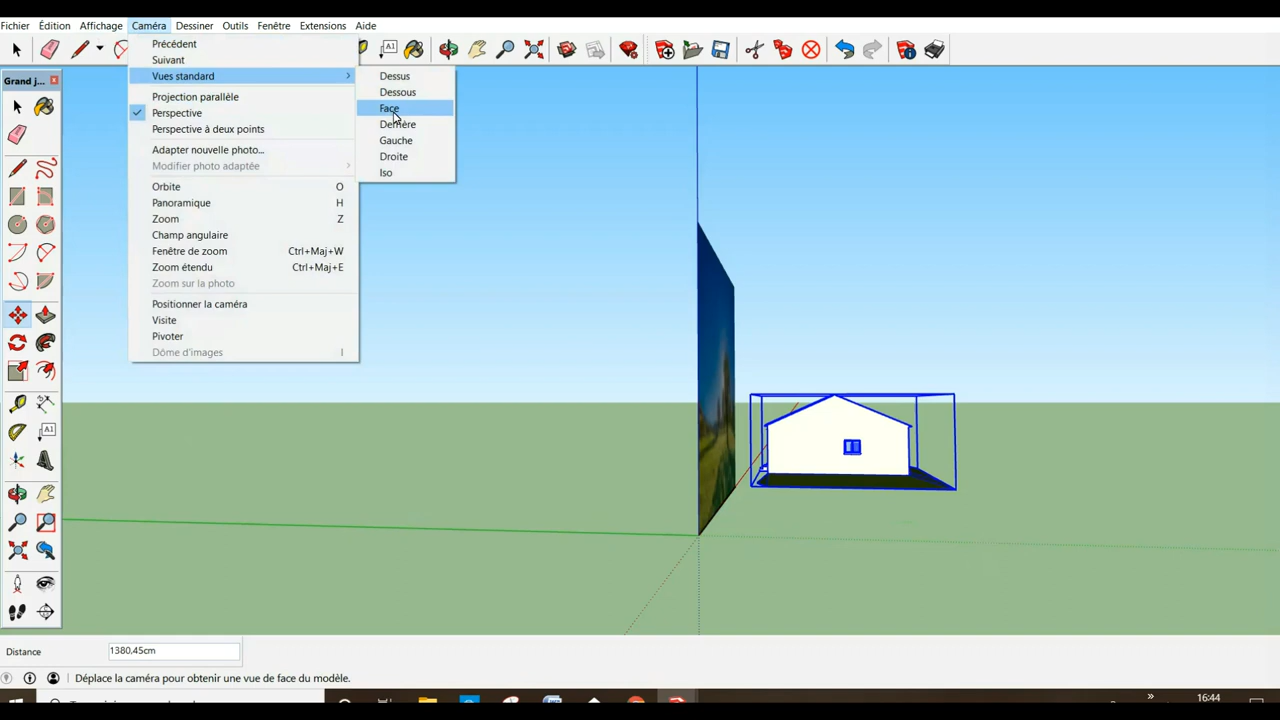 Fichier Édition Affichage Caméra Dessiner Outils Fenêtre Extensions Aide
A1
Grand j...
Précédent
Suivant
Vues standard
Projection parallèle
Perspective
Perspective à deux points
Adapter nouvelle photo...
Modifier photo adaptée
Orbite O
Panoramique H
Zoom Z
Champ angulaire
Fenêtre de zoom Ctrl+Maj+W
Zoom étendu Ctrl+Maj+E
Zoom sur la photo
Positionner la caméra
Visite
Pivoter
Dôme d'images I
Dessus
Dessous
Face
Derrière
Gauche
Droite
Iso
A1
Distance 1380,45cm
Déplace la caméra pour obtenir une vue de face du modèle.
16:44